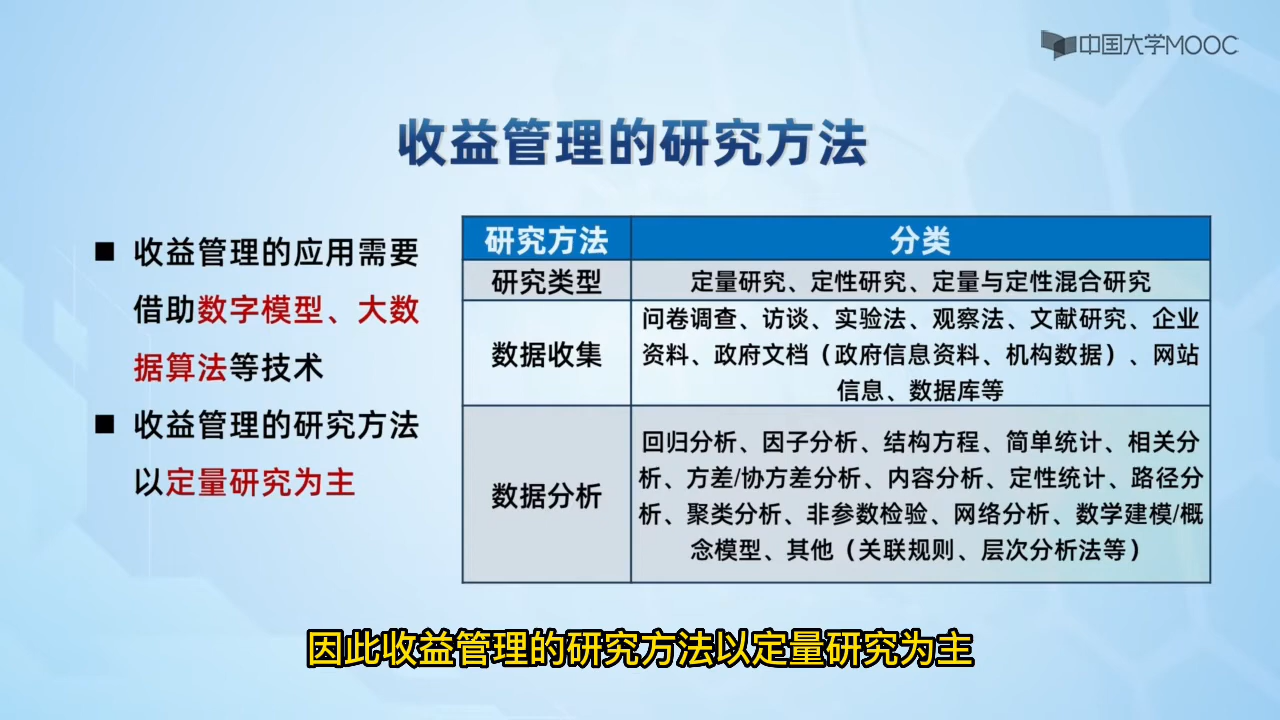 中国大学MOOC
收益管理的研究方法
■ 收益管理的应用需要
借助数字模型、大数
据算法等技术
■ 收益管理的研究方法
以定量研究为主
研究方法 分类
研究类型 定量研究、定性研究、定量与定性混合研究
数据收集
问卷调查、访谈、实验法、观察法、文献研究、企业
资料、政府文档（政府信息资料、机构数据）、网站
信息、数据库等
数据分析
回归分析、因子分析、结构方程、简单统计、相关分
析、方差/协方差分析、内容分析、定性统计、路径分
析、聚类分析、非参数检验、网络分析、数学建模/概
念模型、其他（关联规则、层次分析法等）
因此收益管理的研究方法以定量研究为主